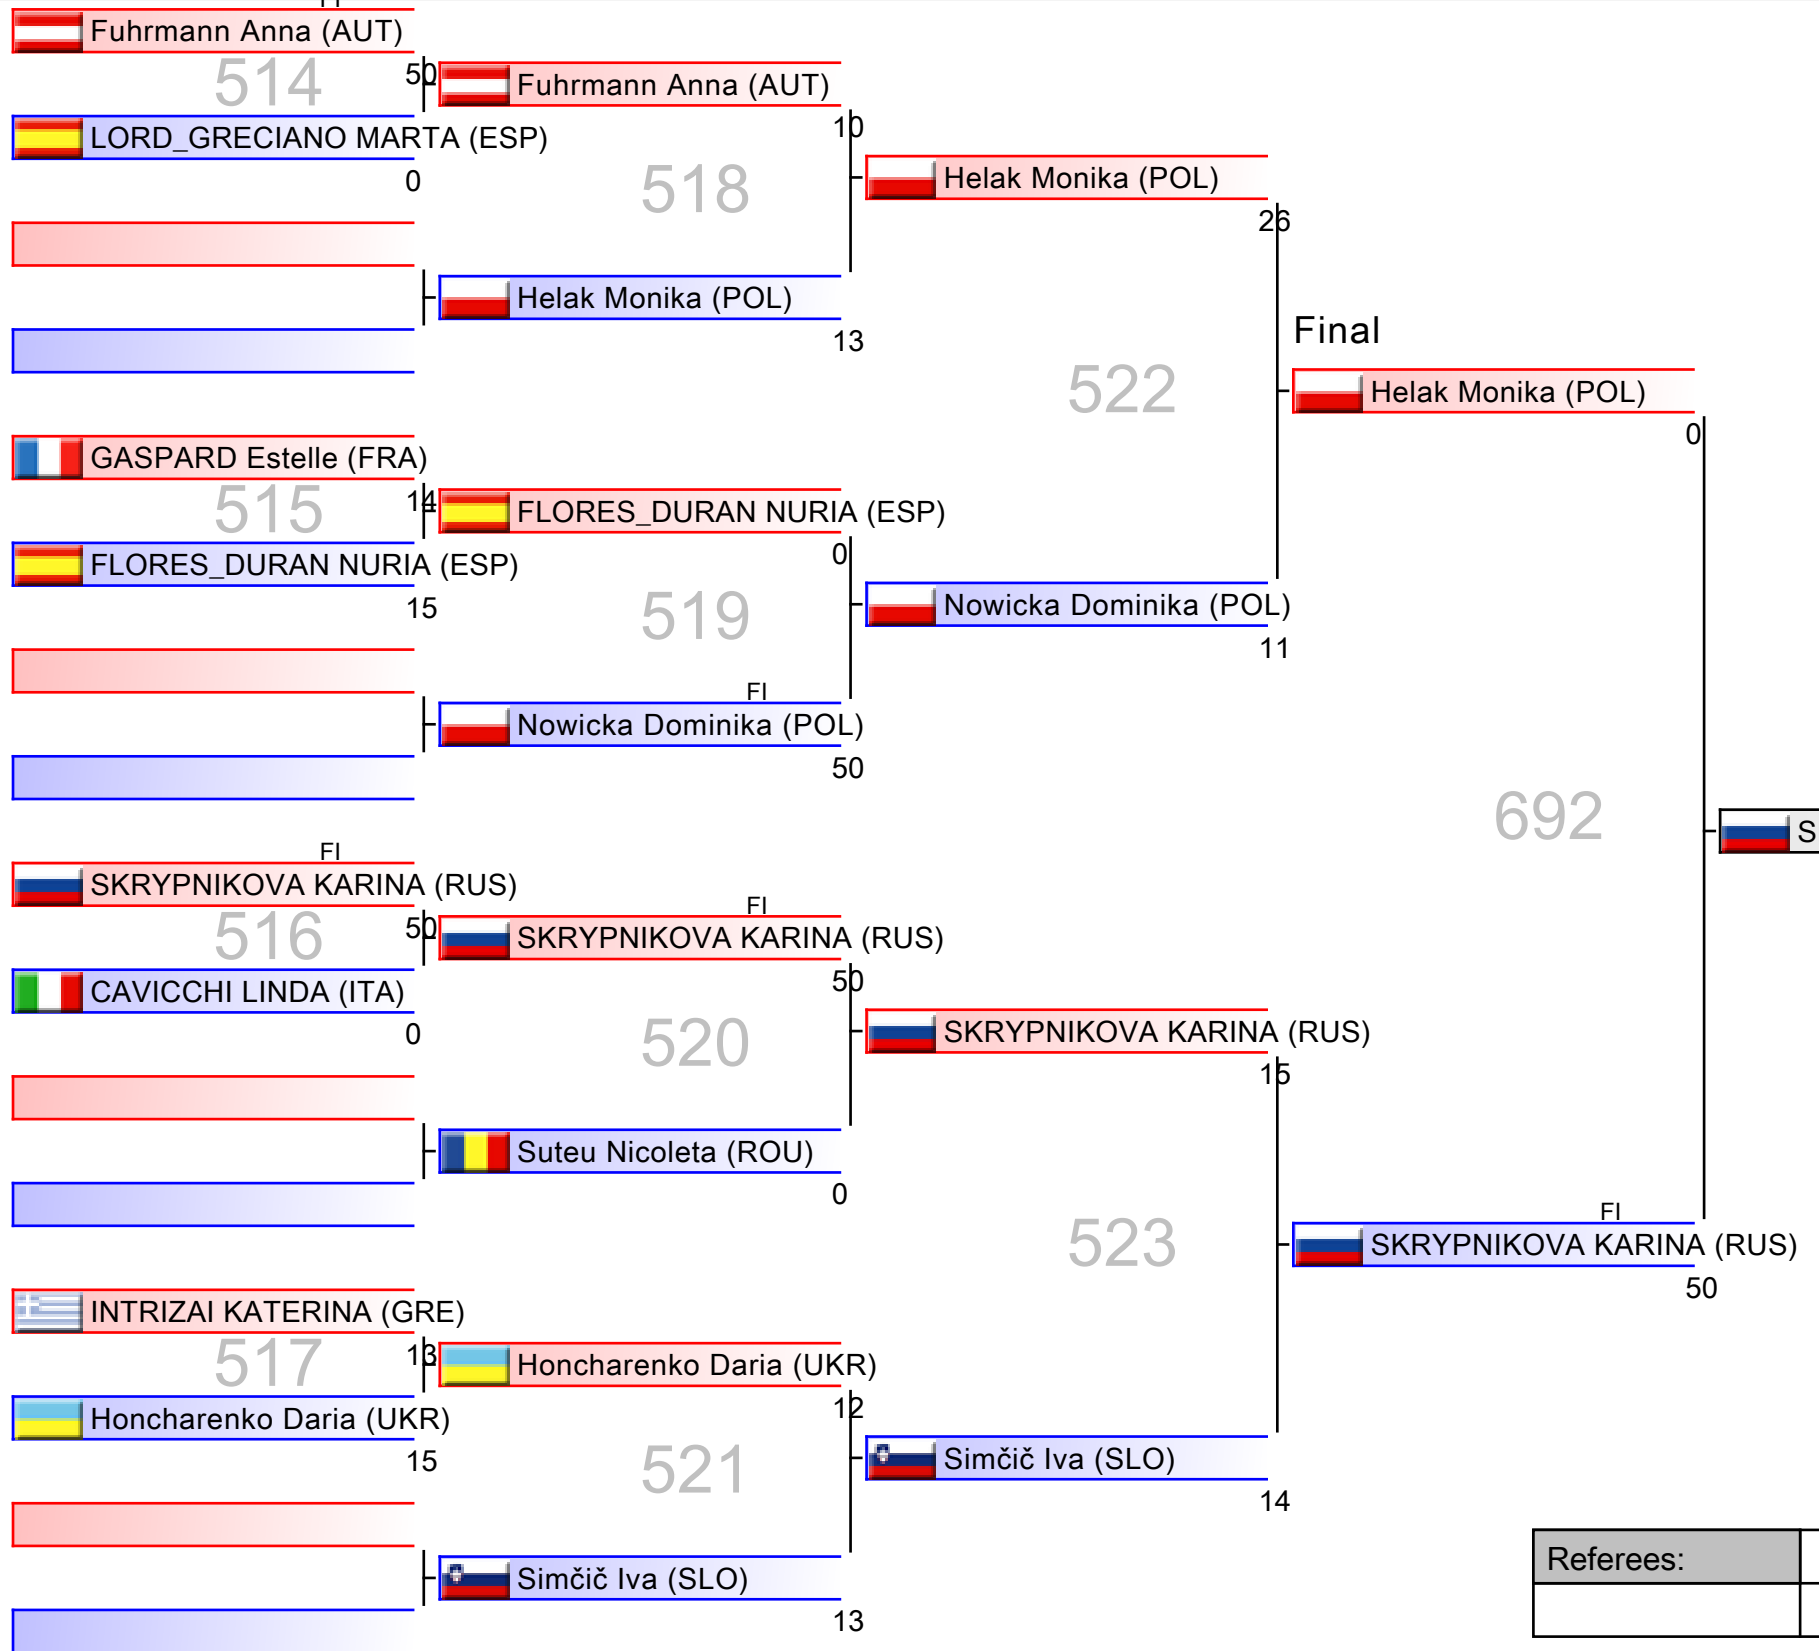 Fuhrmann Anna (AUT)
50
514
LORD_GRECIANO MARTA (ESP)
0
GASPARD Estelle (FRA)
14
515
FLORES_DURAN NURIA (ESP)
15
FI
SKRYPNIKOVA KARINA (RUS)
50
516
CAVICCHI LINDA (ITA)
0
INTRIZAI KATERINA (GRE)
13
517
Honcharenko Daria (UKR)
15
Fuhrmann Anna (AUT)
10
518
Helak Monika (POL)
13
FLORES_DURAN NURIA (ESP)
0
519
FI
Nowicka Dominika (POL)
50
FI
SKRYPNIKOVA KARINA (RUS)
50
520
Suteu Nicoleta (ROU)
0
Honcharenko Daria (UKR)
12
521
Simčič Iva (SLO)
13
Helak Monika (POL)
26
522
Nowicka Dominika (POL)
11
SKRYPNIKOVA KARINA (RUS)
15
523
Simčič Iva (SLO)
14
Final
Helak Monika (POL)
0
692
FI
SKRYPNIKOVA KARINA (RUS)
50
S
Referees: